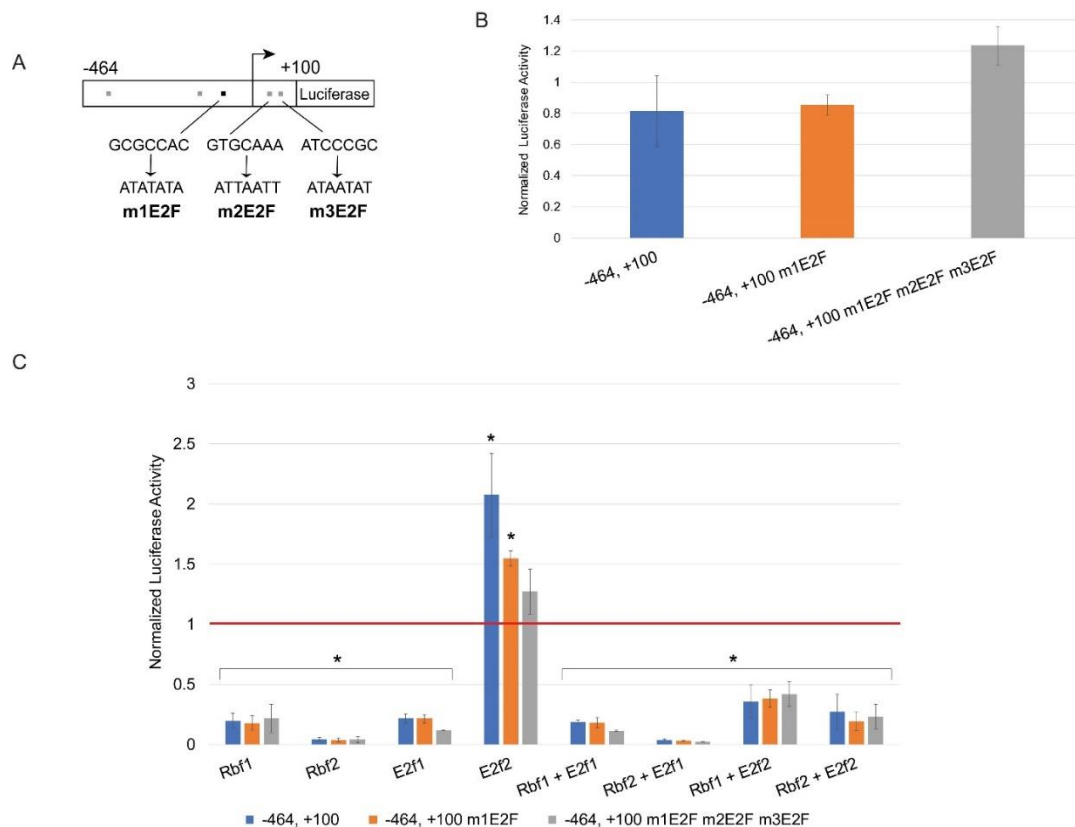 A
-464
+100
Luciferase
GCGCCAC GTGCAAA ATCCCGC
ATATATA ATTAATT ATAATAT
m1E2F m2E2F m3E2F
B
Normalized Luciferase Activity
1.4
1.2
1
0.8
0.6
0.4
0.2
0
-464, +100
-464, +100 m1E2F
-464, +100 m1E2F m2E2F m3E2F
C
Normalized Luciferase Activity
3
2.5
2
1.5
1
0.5
0
*
*
*
*
Rbf1
Rbf2
E2f1
E2f2
Rbf1 + E2f1
Rbf2 + E2f1
Rbf1 + E2f2
Rbf2 + E2f2
-464, +100 -464, +100 m1E2F -464, +100 m1E2F m2E2F m3E2F